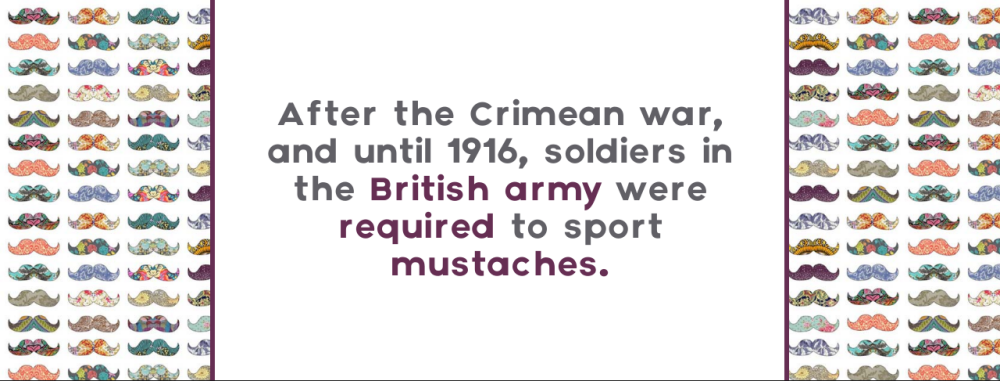 After the Crimean war,
and until 1916, soldiers in
the British army were
required to sport
mustaches.